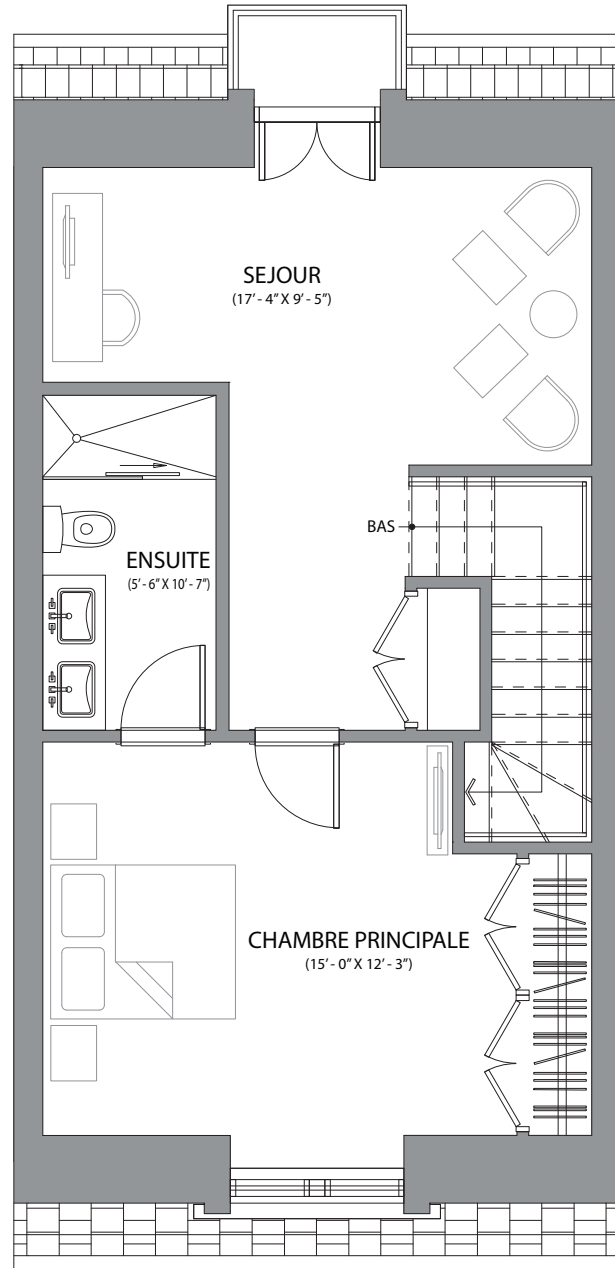 SEJOUR
(17' - 4" X 9' - 5")
BAS
ENSUITE
(5' - 6" X 10' - 7")
CHAMBRE PRINCIPALE
(15' - 0" X 12' - 3")